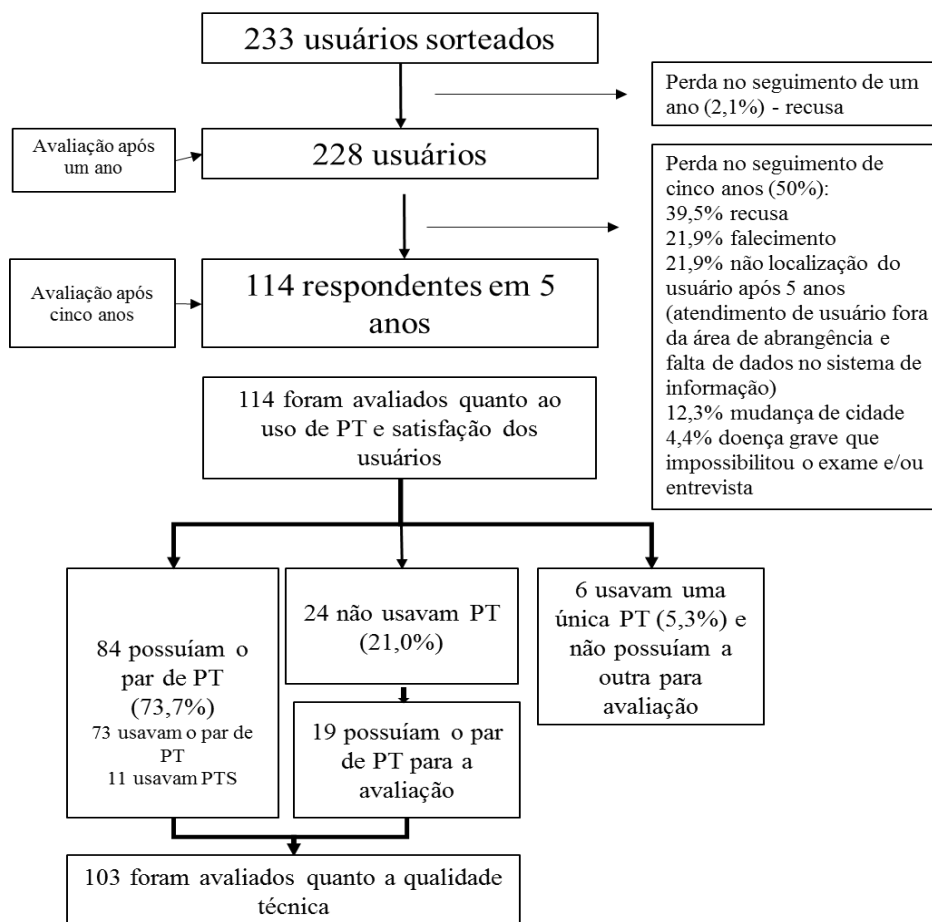 233 usuários sorteados
Perda no seguimento de um
ano (2,1%) - recusa
Avaliação após
um ano
228 usuários
Perda no seguimento de
cinco anos (50%):
39,5% recusa
21,9% falecimento
21,9% não localização do
usuário após 5 anos
(atendimento de usuário fora
da área de abrangência e
falta de dados no sistema de
informação)
12,3% mudança de cidade
4,4% doença grave que
impossibilitou o exame e/ou
entrevista
Avaliação após
cinco anos
114 respondentes em 5
anos
114 foram avaliados quanto ao
uso de PT e satisfação dos
usuários
84 possuíam o
par de PT
(73,7%)
73 usavam o par de
PT
11 usavam PTS
24 não usavam PT
(21,0%)
19 possuíam o par
de PT para a
avaliação
6 usavam uma
única PT (5,3%) e
não possuíam a
outra para
avaliação
103 foram avaliados quanto a qualidade
técnica